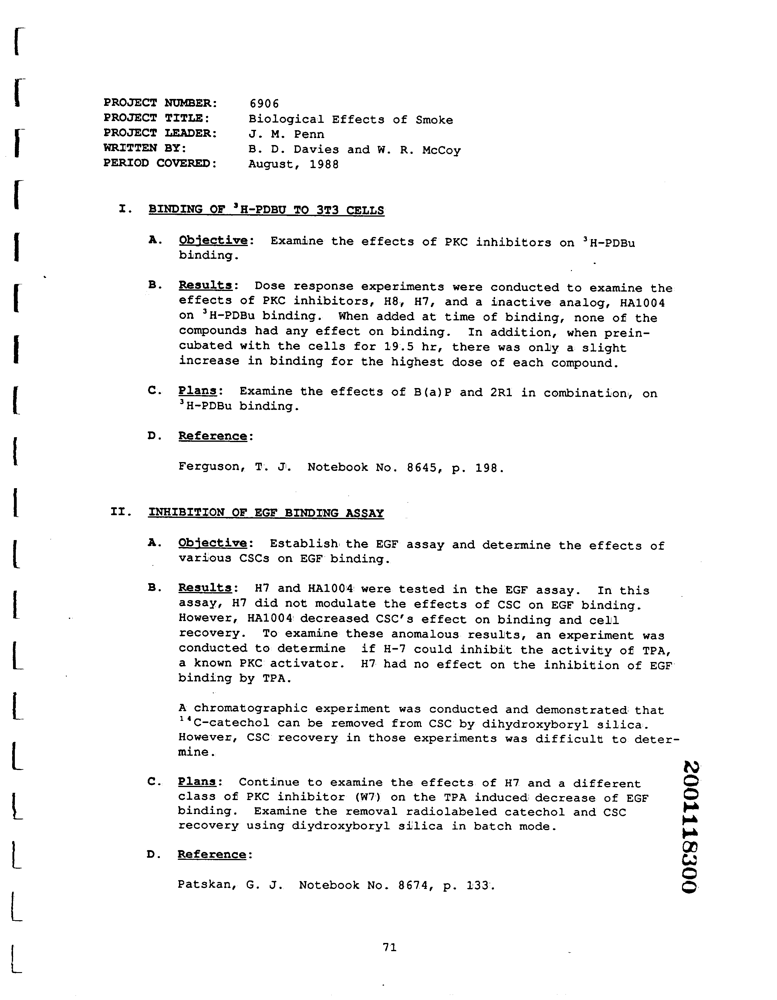 PROJECT NUMBER: 6906
PROJECT TITLE: Biological Effects of Smoke
PROJECT LEADER: J. M. Penn
WRITTEN BY: B. D. Davies and W. R. McCoy
PERIOD COVERED: August, 1988
I. BINDING OF ³H-PDBU TO 3T3 CELLS
A. Objective: Examine the effects of PKC inhibitors on ³H-PDBu
binding.
B. Results: Dose response experiments were conducted to examine the
effects of PKC inhibitors, H8, H7, and a inactive analog, HA1004
on ³H-PDBu binding. When added at time of binding, none of the
compounds had any effect on binding. In addition, when prein-
cubated with the cells for 19.5 hr, there was only a slight
increase in binding for the highest dose of each compound.
C. Plans: Examine the effects of B(a)P and 2R1 in combination, on
³H-PDBu binding.
D. Reference:
Ferguson, T. J. Notebook No. 8645, p. 198.
II. INHIBITION OF EGF BINDING ASSAY
A. Objective: Establish the EGF assay and determine the effects of
various CSCs on EGF binding.
B. Results: H7 and HA1004 were tested in the EGF assay. In this
assay, H7 did not modulate the effects of CSC on EGF binding.
However, HA1004 decreased CSC's effect on binding and cell
recovery. To examine these anomalous results, an experiment was
conducted to determine if H-7 could inhibit the activity of TPA,
a known PKC activator. H7 had no effect on the inhibition of EGF
binding by TPA.
A chromatographic experiment was conducted and demonstrated that
¹⁴C-catechol can be removed from CSC by dihydroxyboryl silica.
However, CSC recovery in those experiments was difficult to deter-
mine.
C. Plans: Continue to examine the effects of H7 and a different
class of PKC inhibitor (W7) on the TPA induced decrease of EGF
binding. Examine the removal radiolabeled catechol and CSC
recovery using diydroxyboryl silica in batch mode.
D. Reference:
Patskan, G. J. Notebook No. 8674, p. 133.
2001118300
71